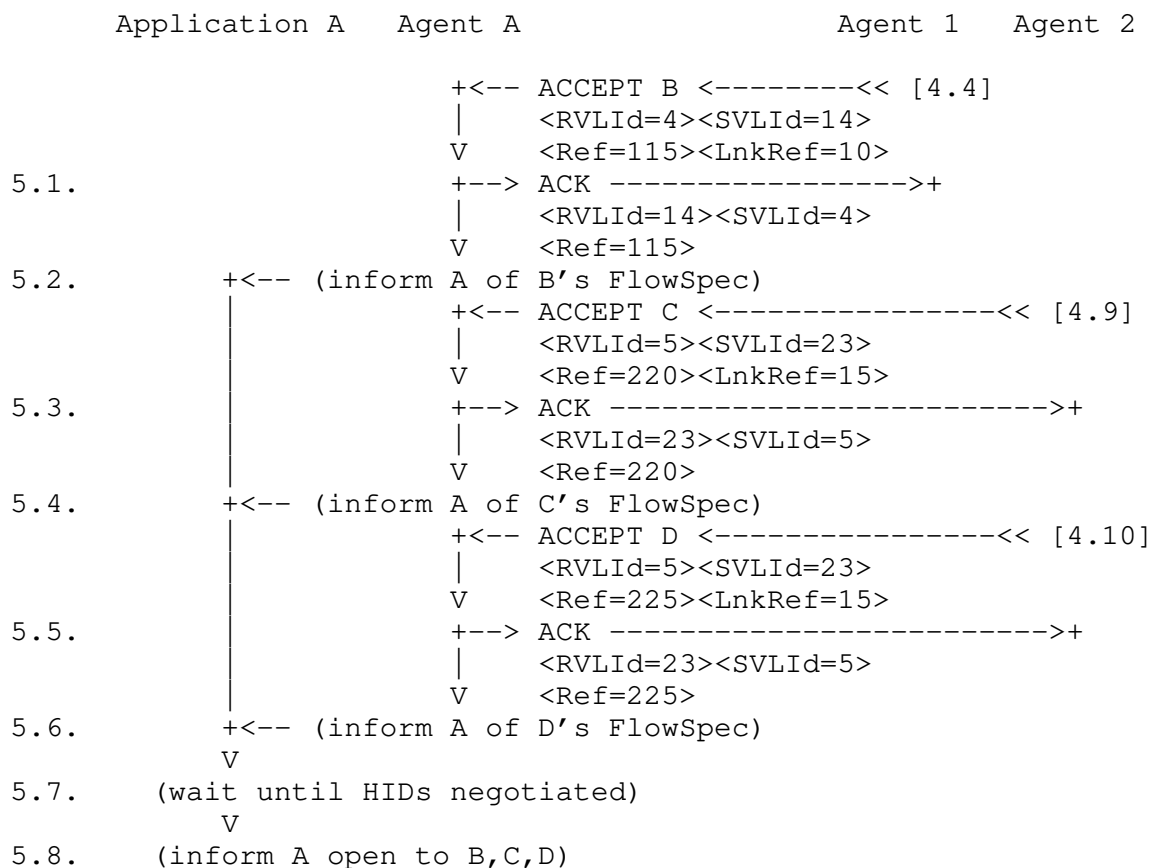 Application A   Agent A                   Agent 1   Agent 2

                             +<-- ACCEPT B <--------<< [4.4]
                             |    <RVLId=4><SVLId=14>
                             V    <Ref=115><LnkRef=10>
5.1.                         +--> ACK ----------------->+
                             |    <RVLId=14><SVLId=4>
                             V    <Ref=115>
5.2.          +<-- (inform A of B's FlowSpec)
              |              +<-- ACCEPT C <---------------<< [4.9]
              |              |    <RVLId=5><SVLId=23>
              |              V    <Ref=220><LnkRef=15>
5.3.          |              +--> ACK ------------------------>+
              |              |    <RVLId=23><SVLId=5>
              |              V    <Ref=220>
5.4.          +<-- (inform A of C's FlowSpec)
              |              +<-- ACCEPT D <---------------<< [4.10]
              |              |    <RVLId=5><SVLId=23>
              |              V    <Ref=225><LnkRef=15>
5.5.          |              +--> ACK ------------------------>+
              |              |    <RVLId=23><SVLId=5>
              |              V    <Ref=225>
5.6.          +<-- (inform A of D's FlowSpec)
              V
5.7.      (wait until HIDs negotiated)
              V
5.8.      (inform A open to B,C,D)